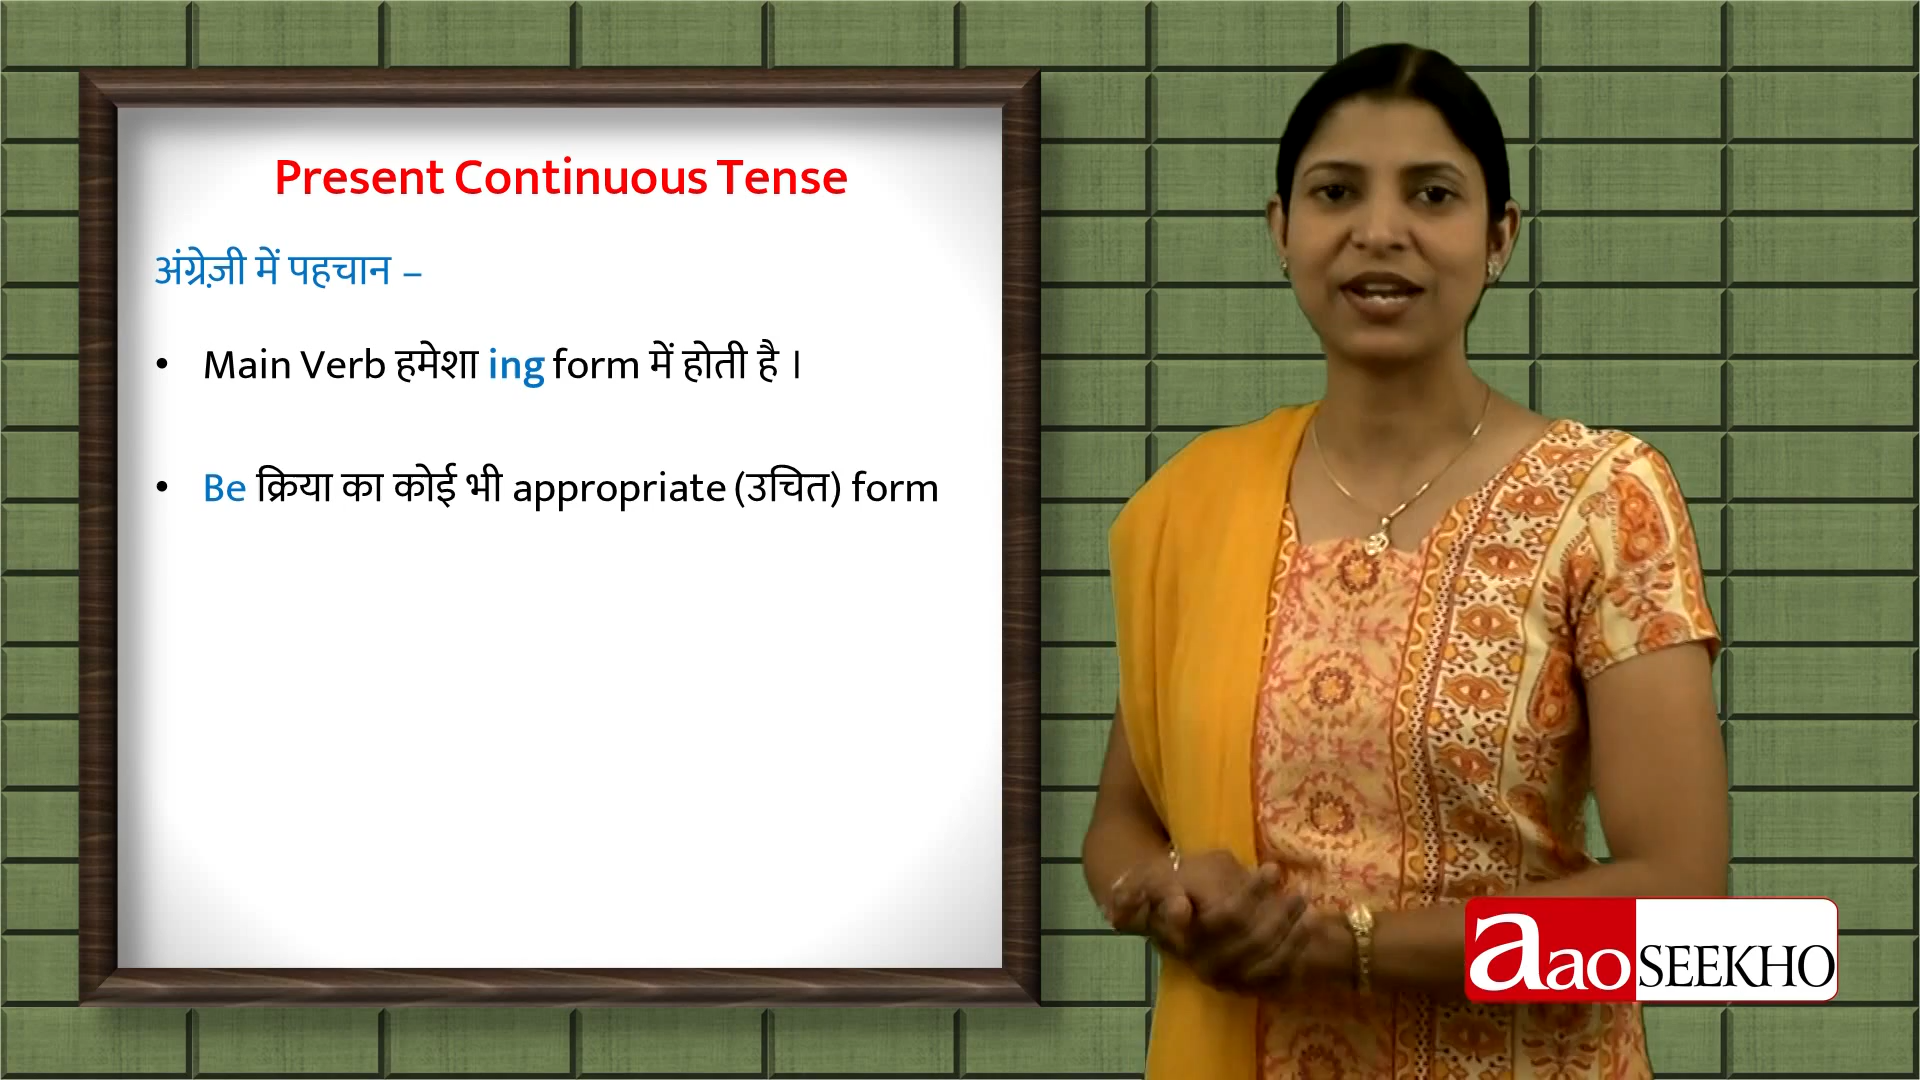 Present Continuous Tense
अंग्रेज़ी में पहचान –
• Main Verb हमेशा ing form में होती है ।
• Be क्रिया का कोई भी appropriate (उचित) form
aao SEEKHO